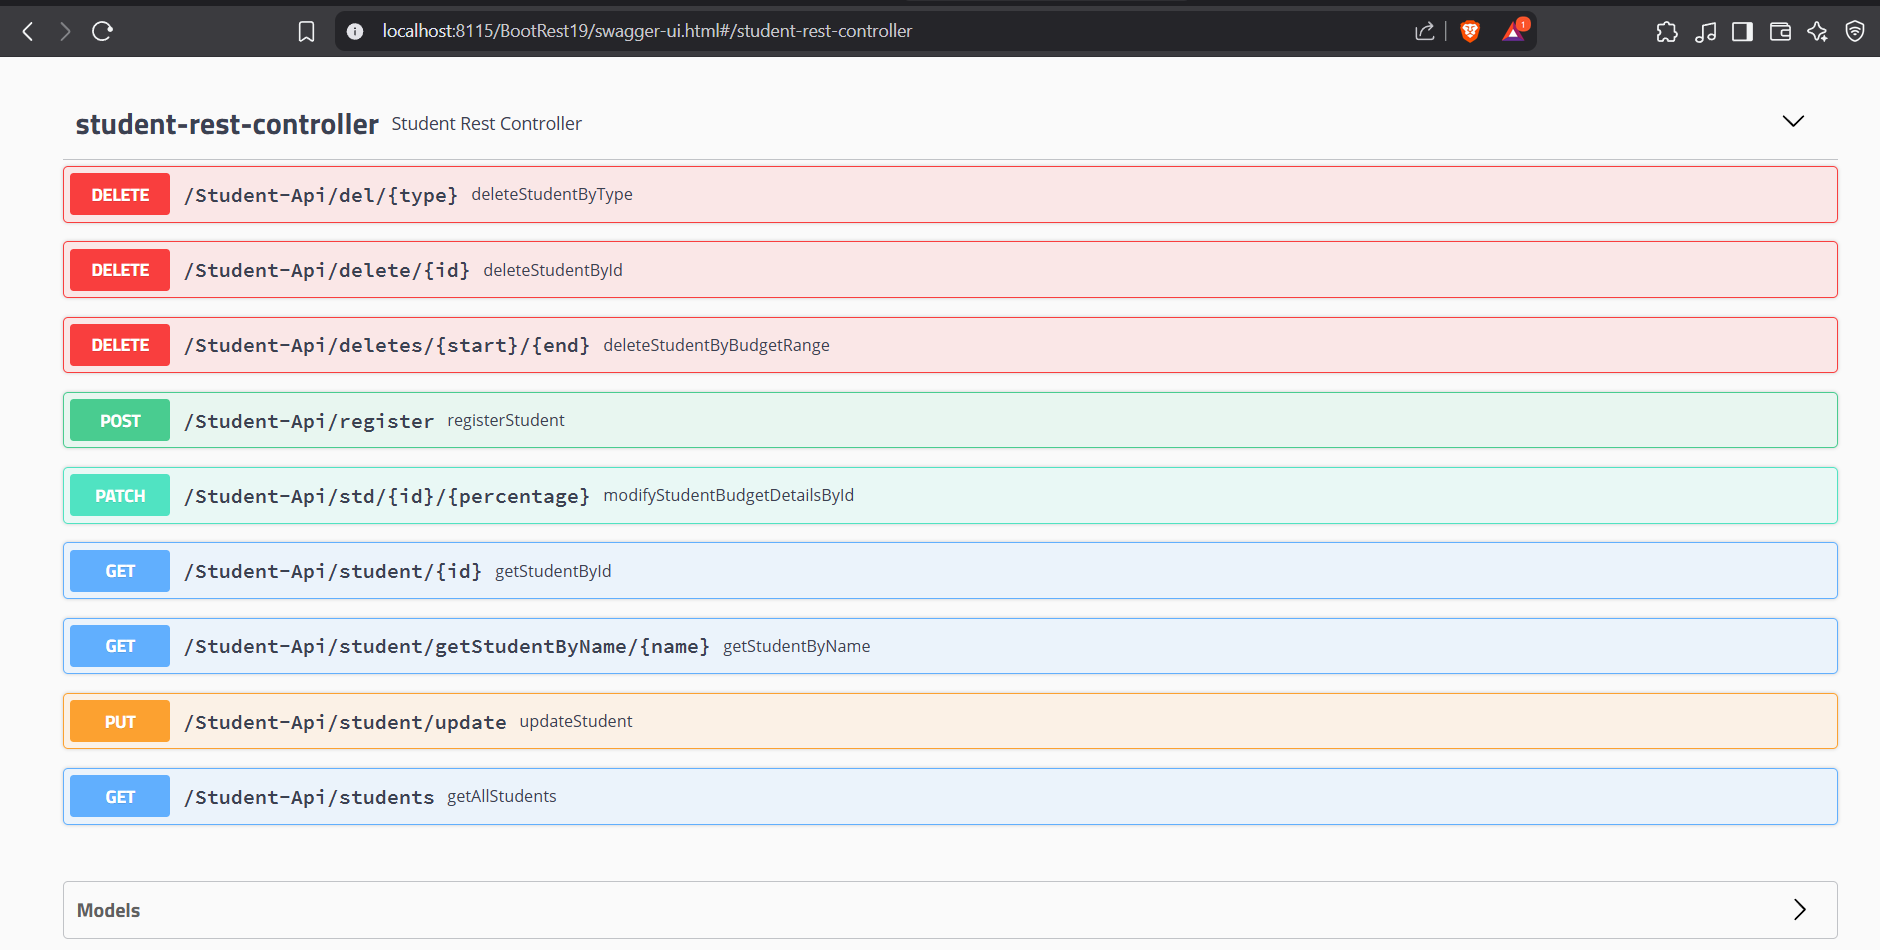 localhost:8115/BootRest19/swagger-ui.html#/student-rest-controller
1
student-rest-controller Student Rest Controller
DELETE /Student-Api/del/{type} deleteStudentByType
DELETE /Student-Api/delete/{id} deleteStudentById
DELETE /Student-Api/deletes/{start}/{end} deleteStudentByBudgetRange
POST /Student-Api/register registerStudent
PATCH /Student-Api/std/{id}/{percentage} modifyStudentBudgetDetailsById
GET /Student-Api/student/{id} getStudentById
GET /Student-Api/student/getStudentByName/{name} getStudentByName
PUT /Student-Api/student/update updateStudent
GET /Student-Api/students getAllStudents
Models